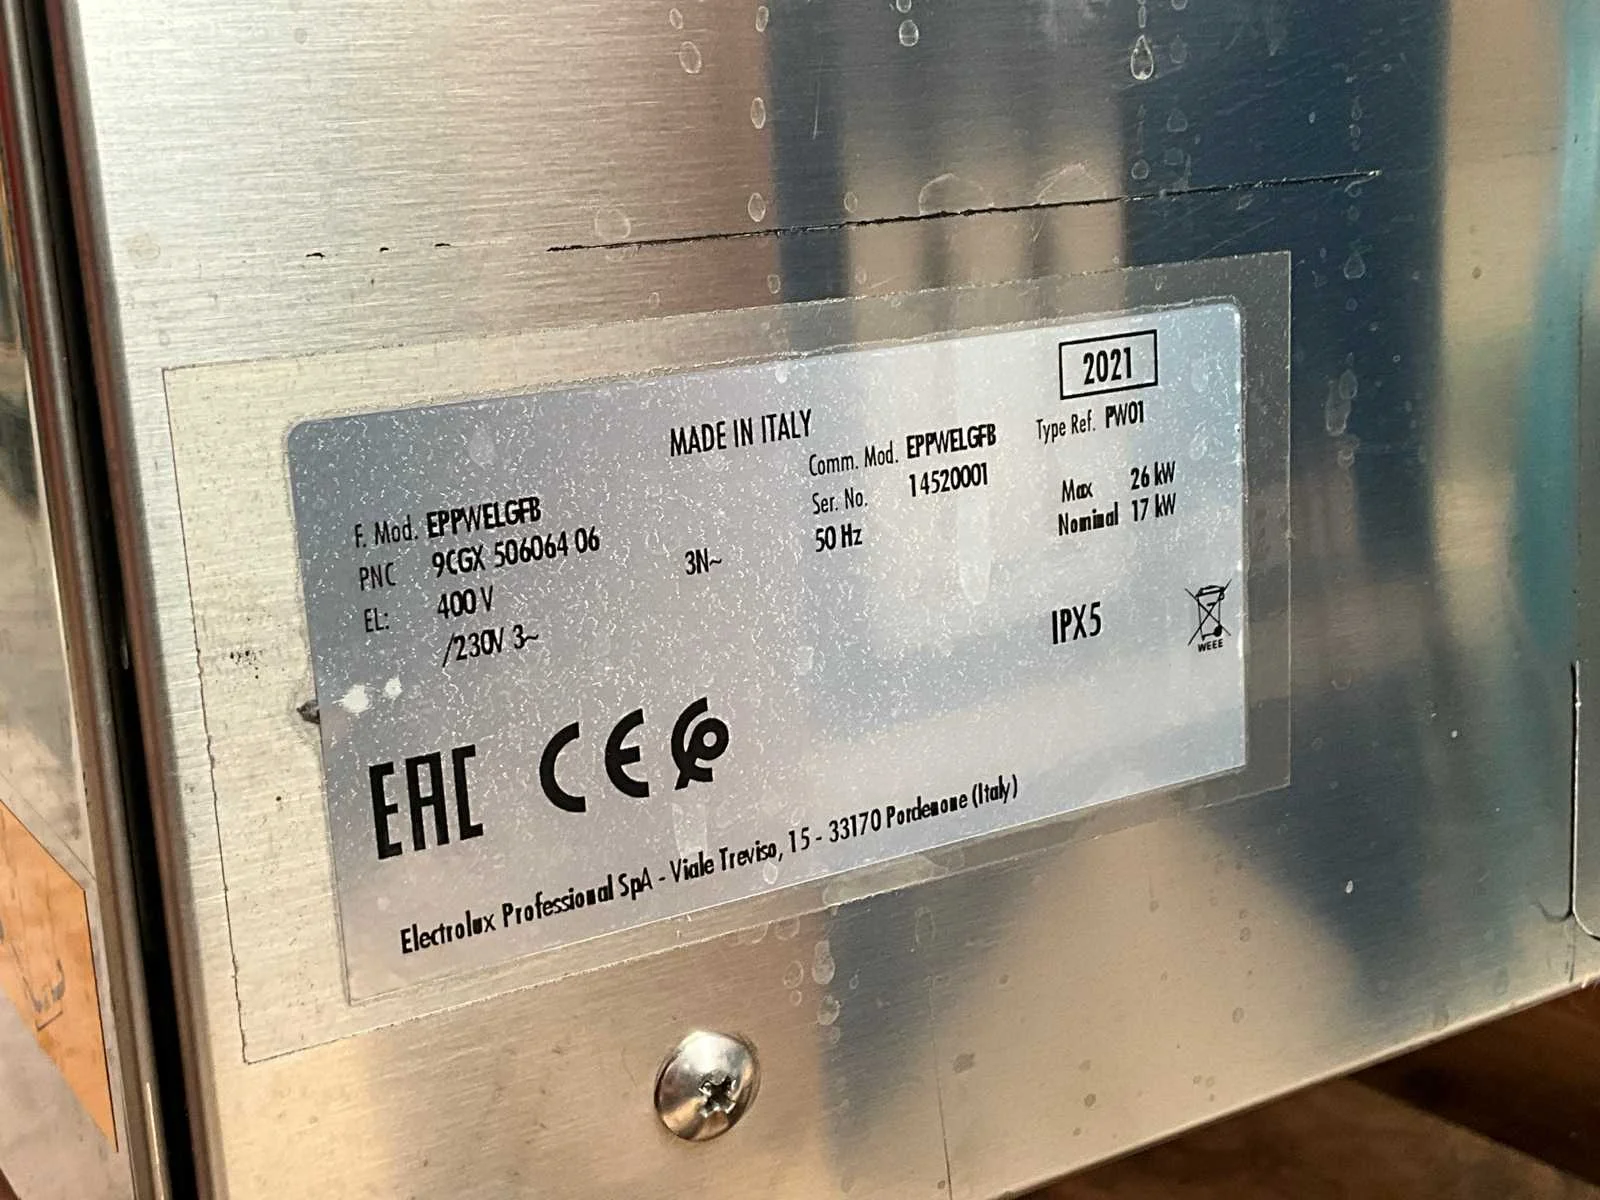 2021
MADE IN ITALY
F. Mod. EPPWELGFB
Comm. Mod. EPPWELGFB
Type Ref. PW01
PNC 9CGX 506064 06
Ser. No. 14520001
EL: 400 V 3N~ 50 Hz
Max 26 kW
/230V 3~
Nominal 17 kW
IPX5
WEEE
EAC CE
Electrolux Professional SpA - Viale Treviso, 15 - 33170 Pordenone (Italy)